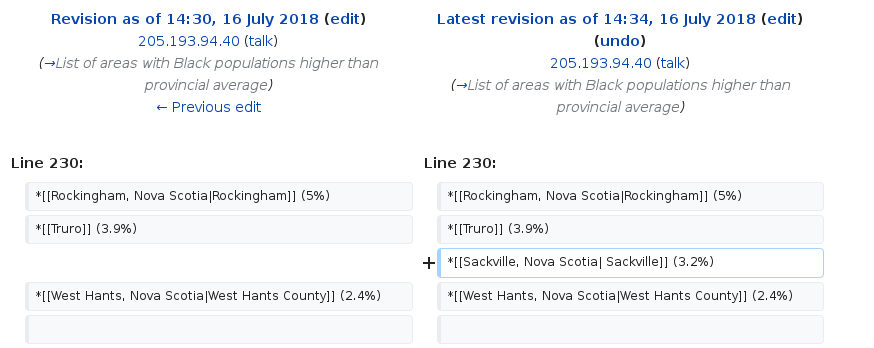 Revision as of 14:30, 16 July 2018 (edit)
205.193.94.40 (talk)
(→List of areas with Black populations higher than
provincial average)
← Previous edit
Latest revision as of 14:34, 16 July 2018 (edit)
(undo)
205.193.94.40 (talk)
(→List of areas with Black populations higher than
provincial average)
Line 230:
Line 230:
*[[Rockingham, Nova Scotia|Rockingham]] (5%)
*[[Rockingham, Nova Scotia|Rockingham]] (5%)
*[[Truro]] (3.9%)
*[[Truro]] (3.9%)
+ *[[Sackville, Nova Scotia| Sackville]] (3.2%)
*[[West Hants, Nova Scotia|West Hants County]] (2.4%)
*[[West Hants, Nova Scotia|West Hants County]] (2.4%)